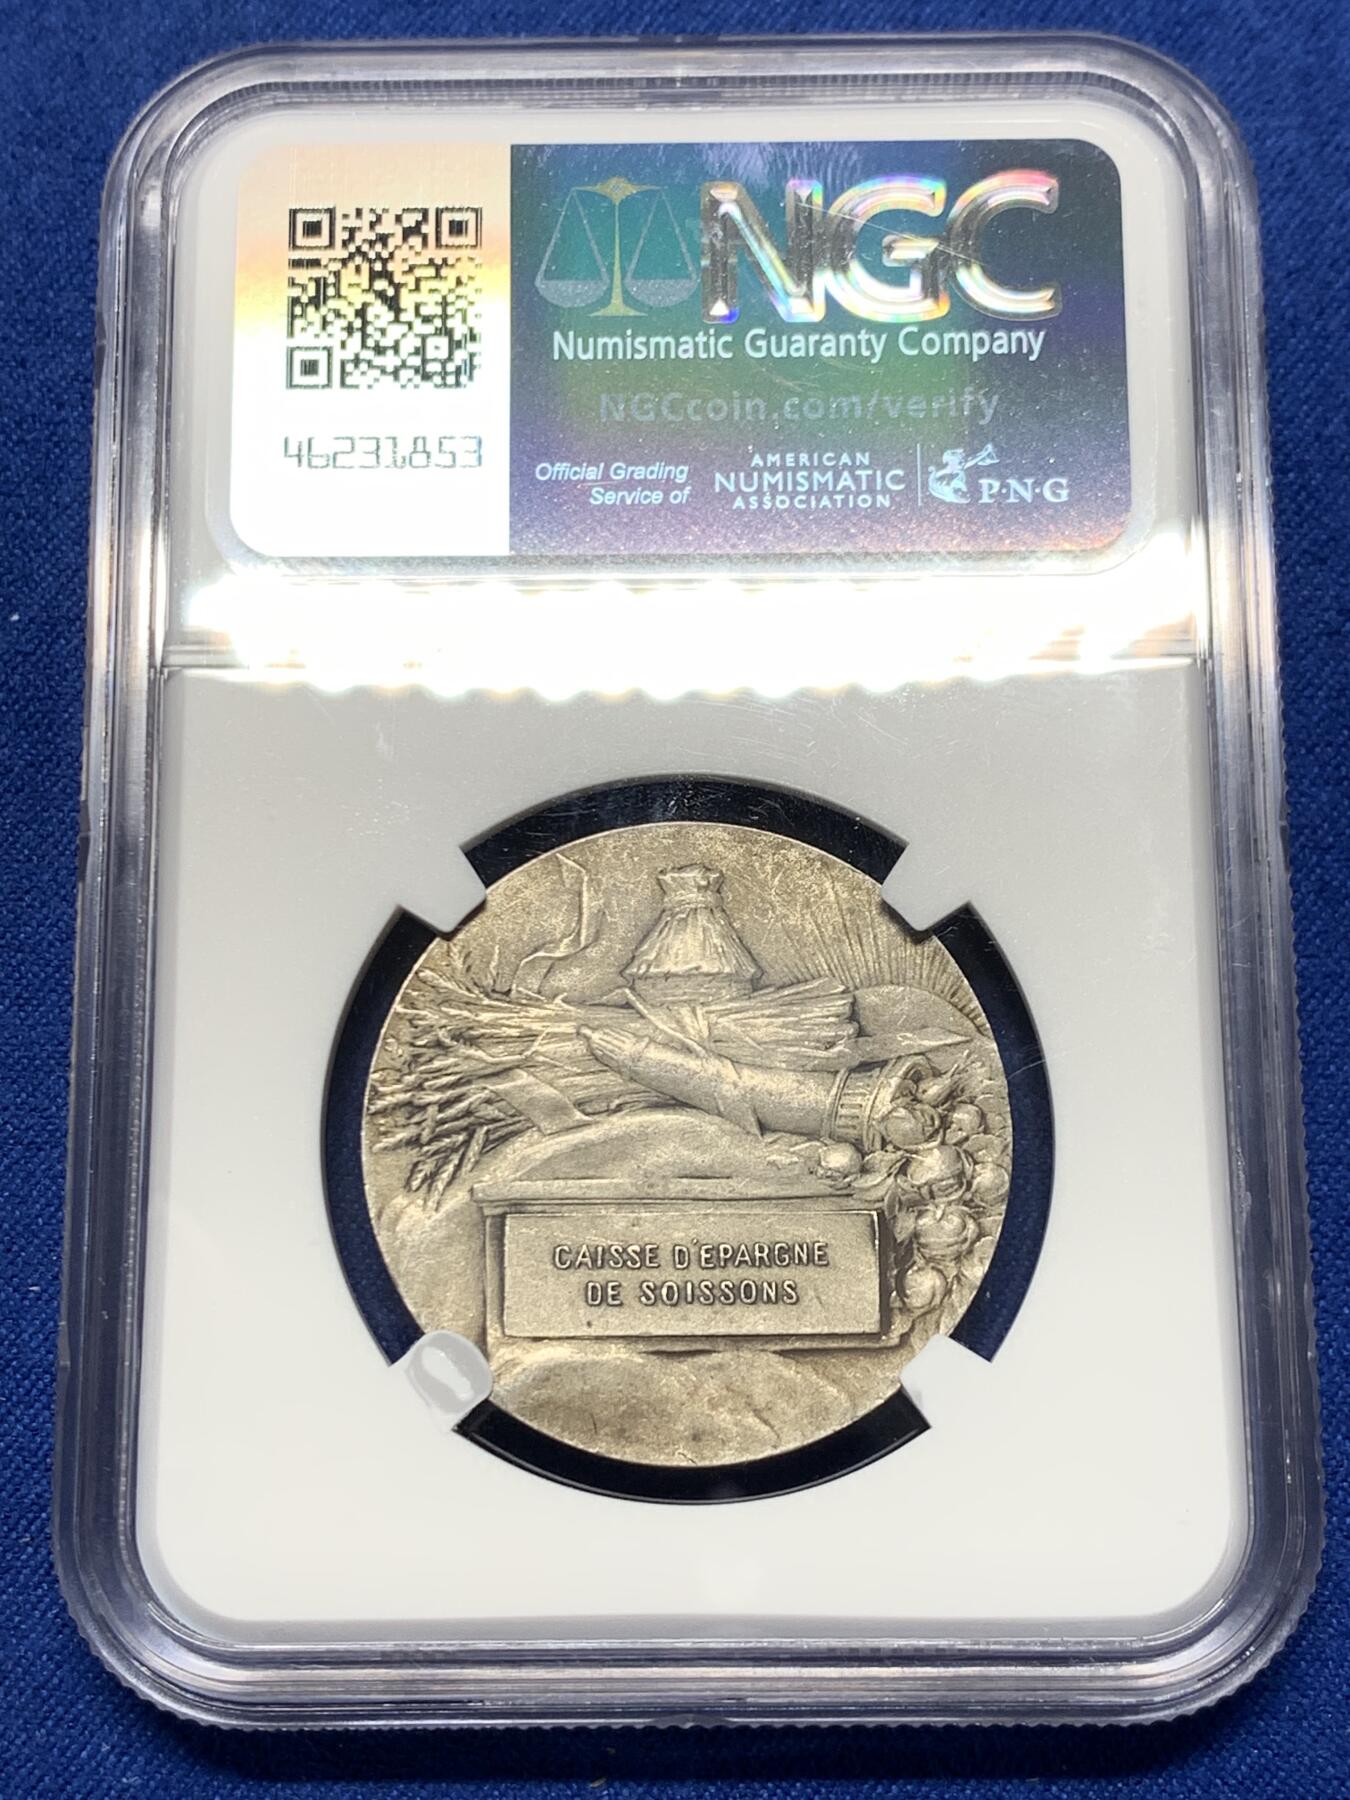 NGC
Numismatic Guaranty Company
NGCcoin.com/verify
46231853
Official Grading
Service of
AMERICAN
NUMISMATIC
ASSOCIATION
P·N·G
CAISSE D'EPARGNE
DE SOISSONS